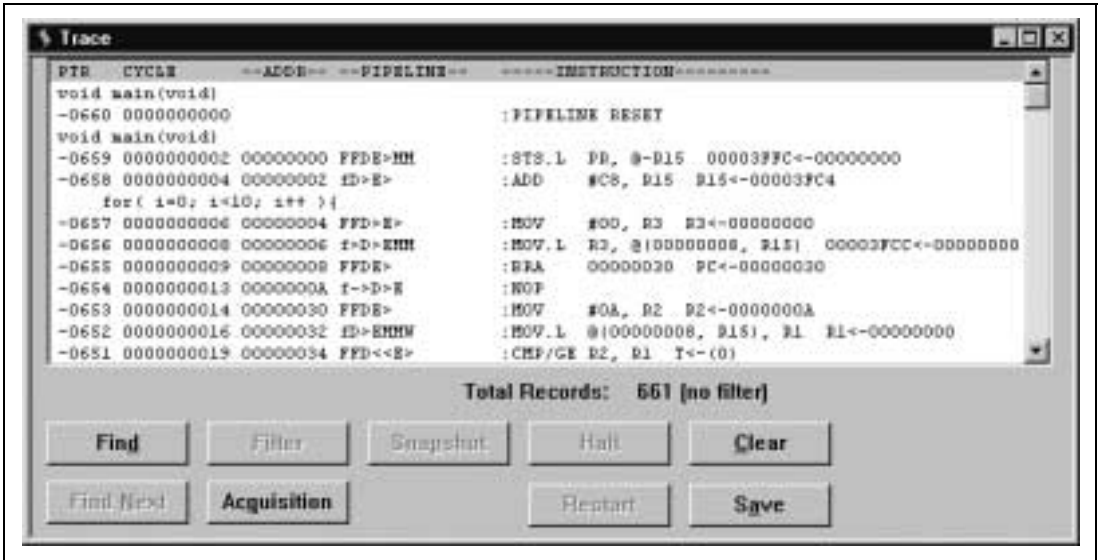 Trace
PTR CYCLE --ADDR-- --PIPELINE-- -----INSTRUCTION---------
void main(void)
-0660 0000000000 :PIPELINE RESET
void main(void)
-0659 0000000002 00000000 FFDE>MM :STS.L PR, @-R15 00003FFC<-00000000
-0658 0000000004 00000002 fD>E> :ADD #C8, R15 R15<-00003FC4
for( i=0; i<10; i++ ){
-0657 0000000006 00000004 FFD>E> :MOV #00, R3 R3<-00000000
-0656 0000000008 00000006 f>D>EMM :MOV.L R3, @(00000008, R15) 00003FCC<-00000000
-0655 0000000009 00000008 FFDE> :BRA 00000030 PC<-00000030
-0654 0000000013 0000000A f->D>E :NOP
-0653 0000000014 00000030 FFDE> :MOV #0A, R2 R2<-0000000A
-0652 0000000016 00000032 fD>EMMW :MOV.L @(00000008, R15), R1 R1<-00000000
-0651 0000000019 00000034 FFD<<E> :CMP/GE R2, R1 T<-(0)
Total Records: 661 (no filter)
Find Filter Snapshot Halt Clear
Find Next Acquisition Restart Save